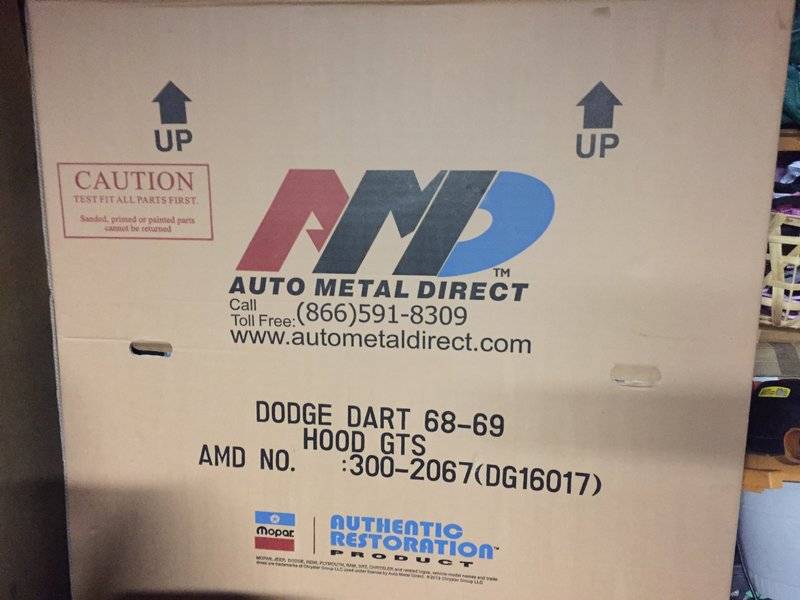 UP
UP
CAUTION
TEST FIT ALL PARTS FIRST.
Sanded, primed or painted parts
cannot be returned
AMD
TM
AUTO METAL DIRECT
Call
Toll Free: (866)591-8309
www.autometaldirect.com
DODGE DART 68-69
HOOD GTS
AMD NO. :300-2067(DG16017)
Mopar
AUTHENTIC
RESTORATION
PRODUCT